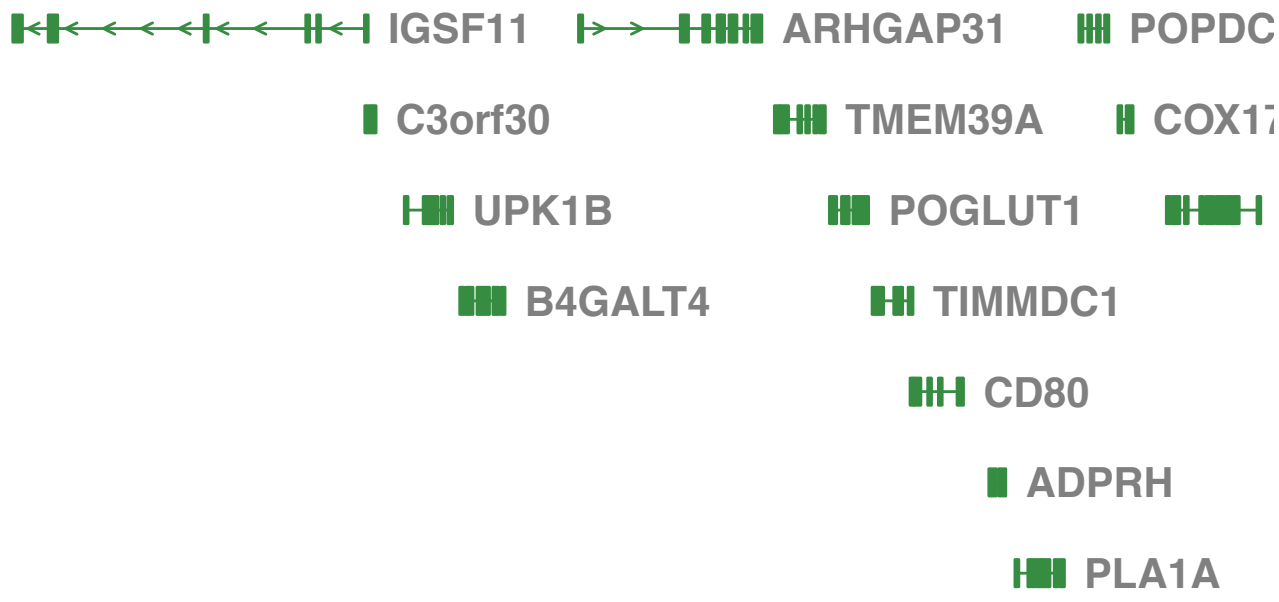 IGSF11 ARHGAP31 POPDC
C3orf30 TMEM39A COX17
UPK1B POGLUT1
B4GALT4 TIMMDC1
CD80
ADPRH
PLA1A